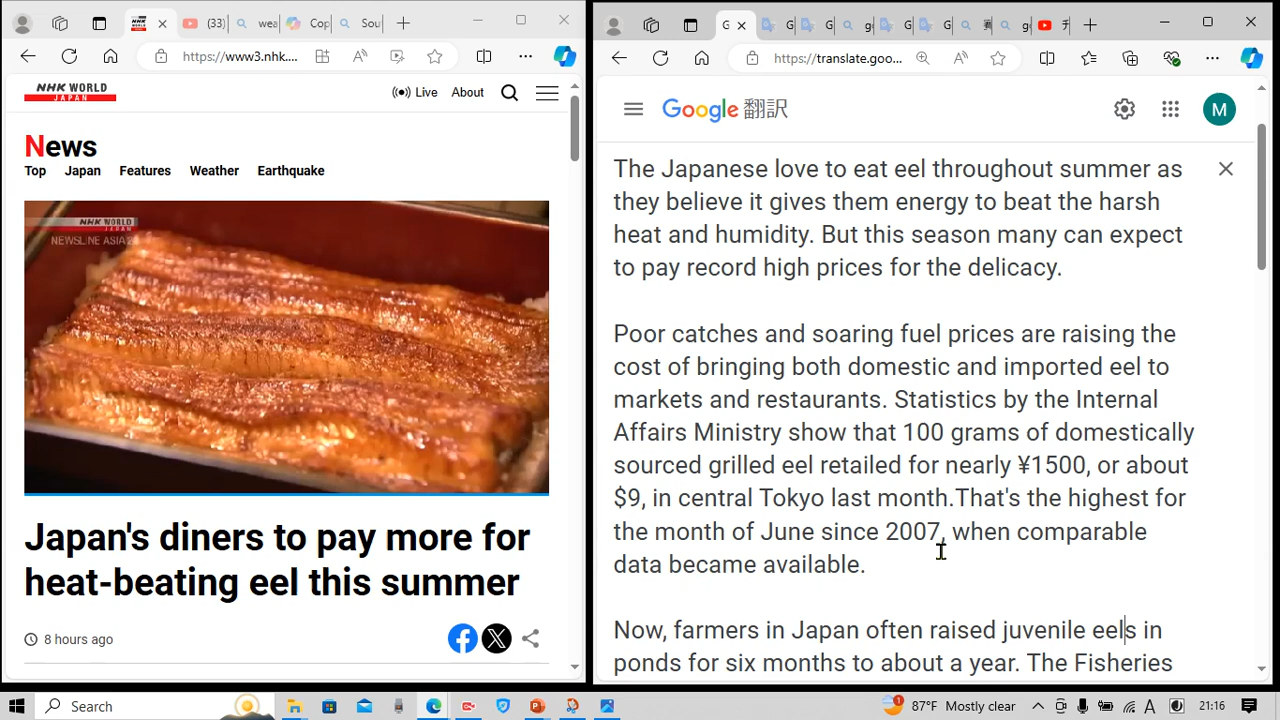 (33)
wea
Cop
Sou
https://www3.nhk....
NHK WORLD
JAPAN
Live
About
News
Top
Japan
Features
Weather
Earthquake
NHK WORLD
NEWSLINE ASIA 24
Japan's diners to pay more for
heat-beating eel this summer
8 hours ago
G
G
G
g
G
G
g
https://translate.goo...
Google 翻訳
M
The Japanese love to eat eel throughout summer as
they believe it gives them energy to beat the harsh
heat and humidity. But this season many can expect
to pay record high prices for the delicacy.
Poor catches and soaring fuel prices are raising the
cost of bringing both domestic and imported eel to
markets and restaurants. Statistics by the Internal
Affairs Ministry show that 100 grams of domestically
sourced grilled eel retailed for nearly ¥1500, or about
$9, in central Tokyo last month.That's the highest for
the month of June since 2007, when comparable
data became available.
Now, farmers in Japan often raised juvenile eels in
ponds for six months to about a year. The Fisheries
Search
1
87°F Mostly clear
A
21:16